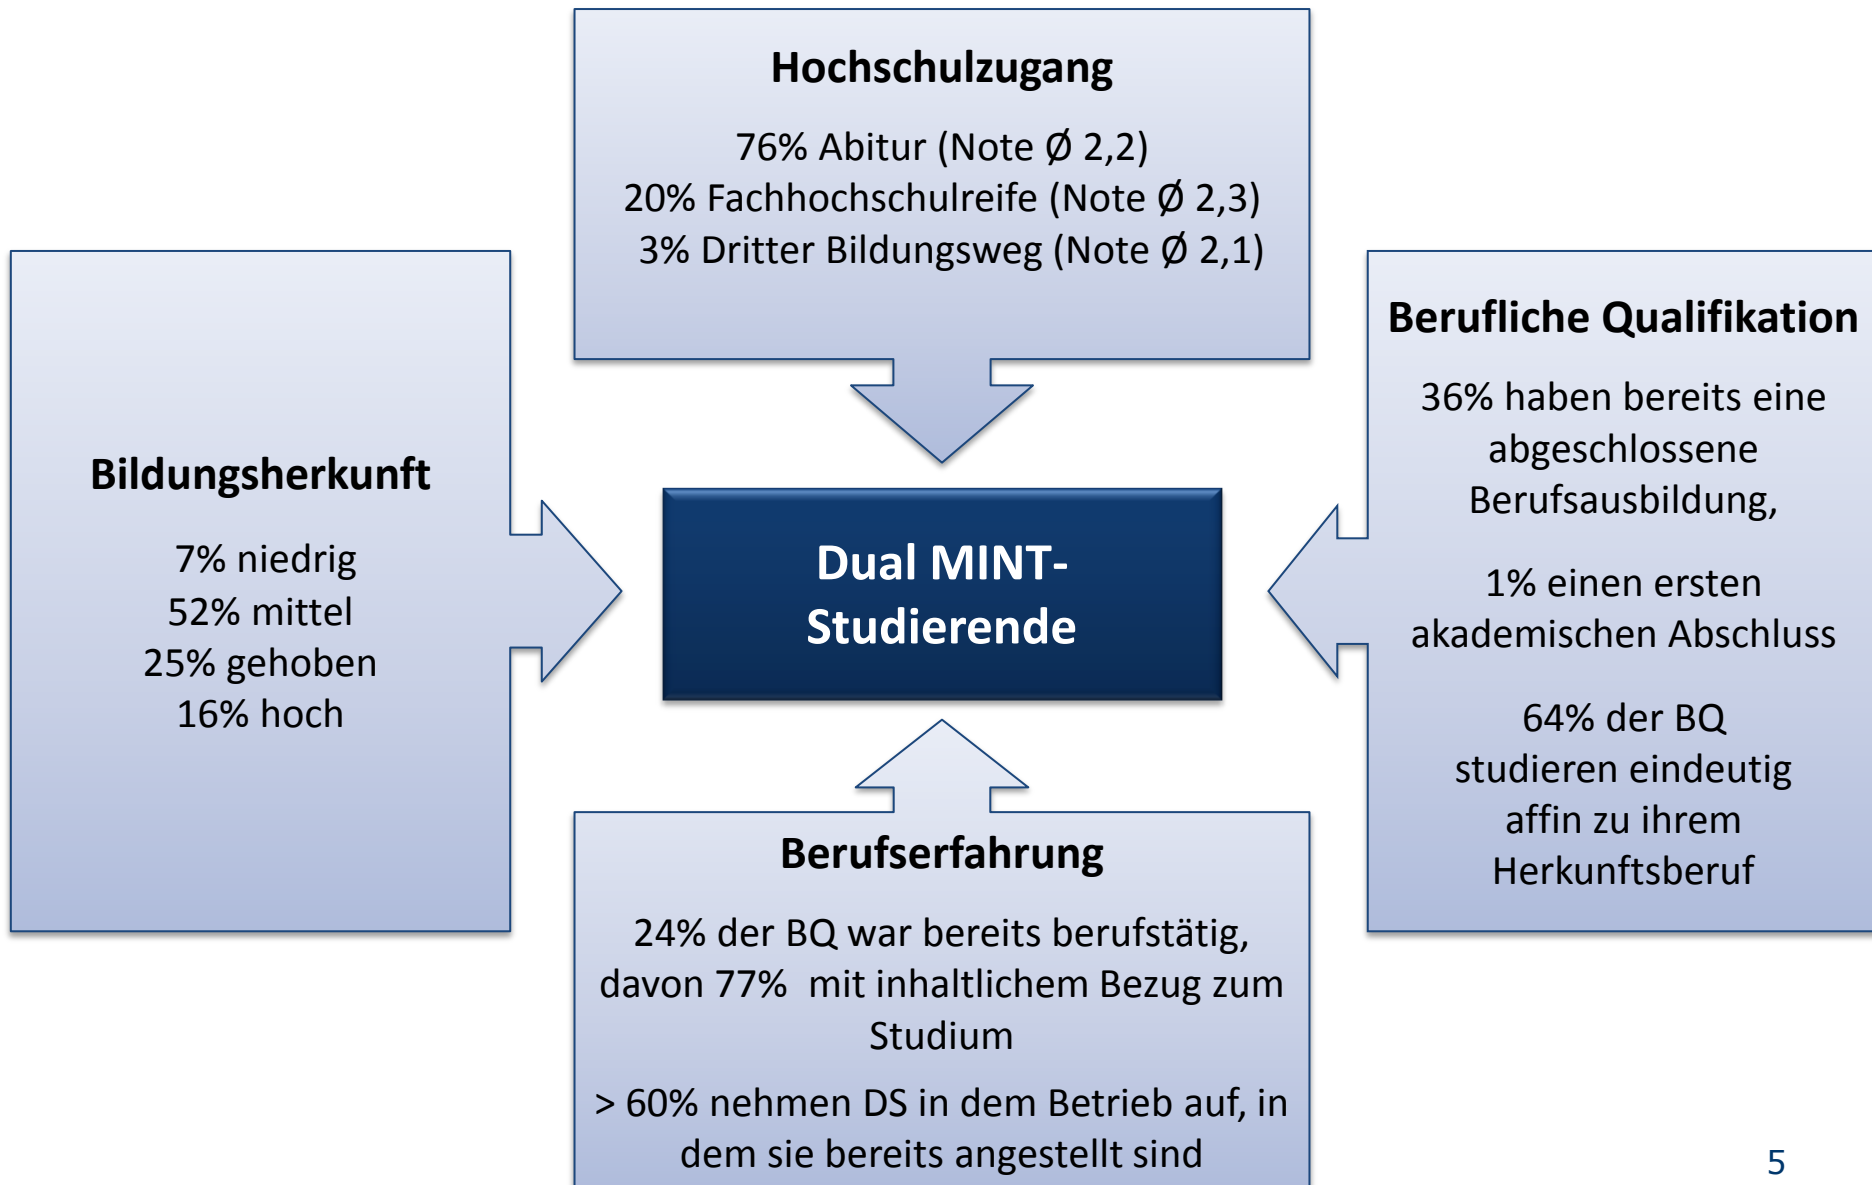 Hochschulzugang
76% Abitur (Note Ø 2,2)
20% Fachhochschulreife (Note Ø 2,3)
3% Dritter Bildungsweg (Note Ø 2,1)
Bildungsherkunft
7% niedrig
52% mittel
25% gehoben
16% hoch
Dual MINT-
Studierende
Berufliche Qualifikation
36% haben bereits eine
abgeschlossene
Berufsausbildung,
1% einen ersten
akademischen Abschluss
64% der BQ
studieren eindeutig
affin zu ihrem
Herkunftsberuf
Berufserfahrung
24% der BQ war bereits berufstätig,
davon 77% mit inhaltlichem Bezug zum
Studium
> 60% nehmen DS in dem Betrieb auf, in
dem sie bereits angestellt sind
5